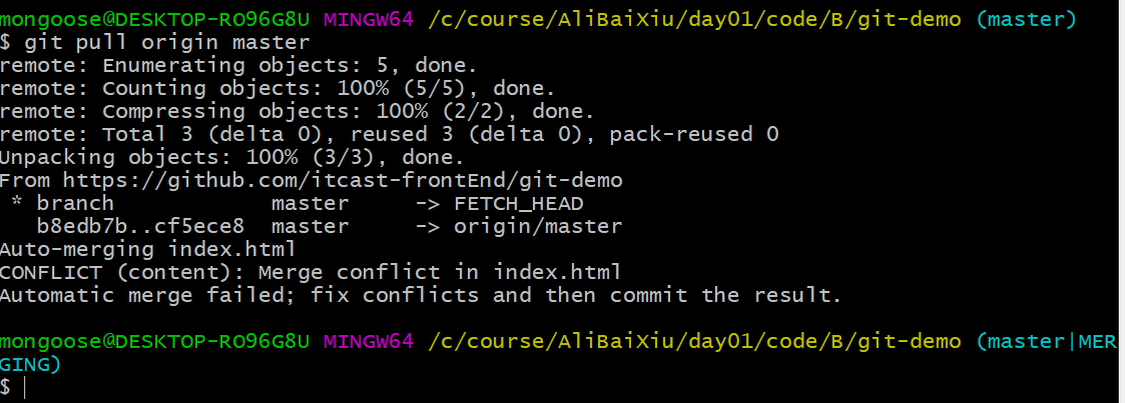 mongoose@DESKTOP-RO96G8U MINGW64 /c/course/AliBaiXiu/day01/code/B/git-demo (master)
$ git pull origin master
remote: Enumerating objects: 5, done.
remote: Counting objects: 100% (5/5), done.
remote: Compressing objects: 100% (2/2), done.
remote: Total 3 (delta 0), reused 3 (delta 0), pack-reused 0
Unpacking objects: 100% (3/3), done.
From https://github.com/itcast-frontEnd/git-demo
 * branch            master     -> FETCH_HEAD
   b8edb7b..cf5ece8  master     -> origin/master
Auto-merging index.html
CONFLICT (content): Merge conflict in index.html
Automatic merge failed; fix conflicts and then commit the result.
mongoose@DESKTOP-RO96G8U MINGW64 /c/course/AliBaiXiu/day01/code/B/git-demo (master|MER
GING)
$